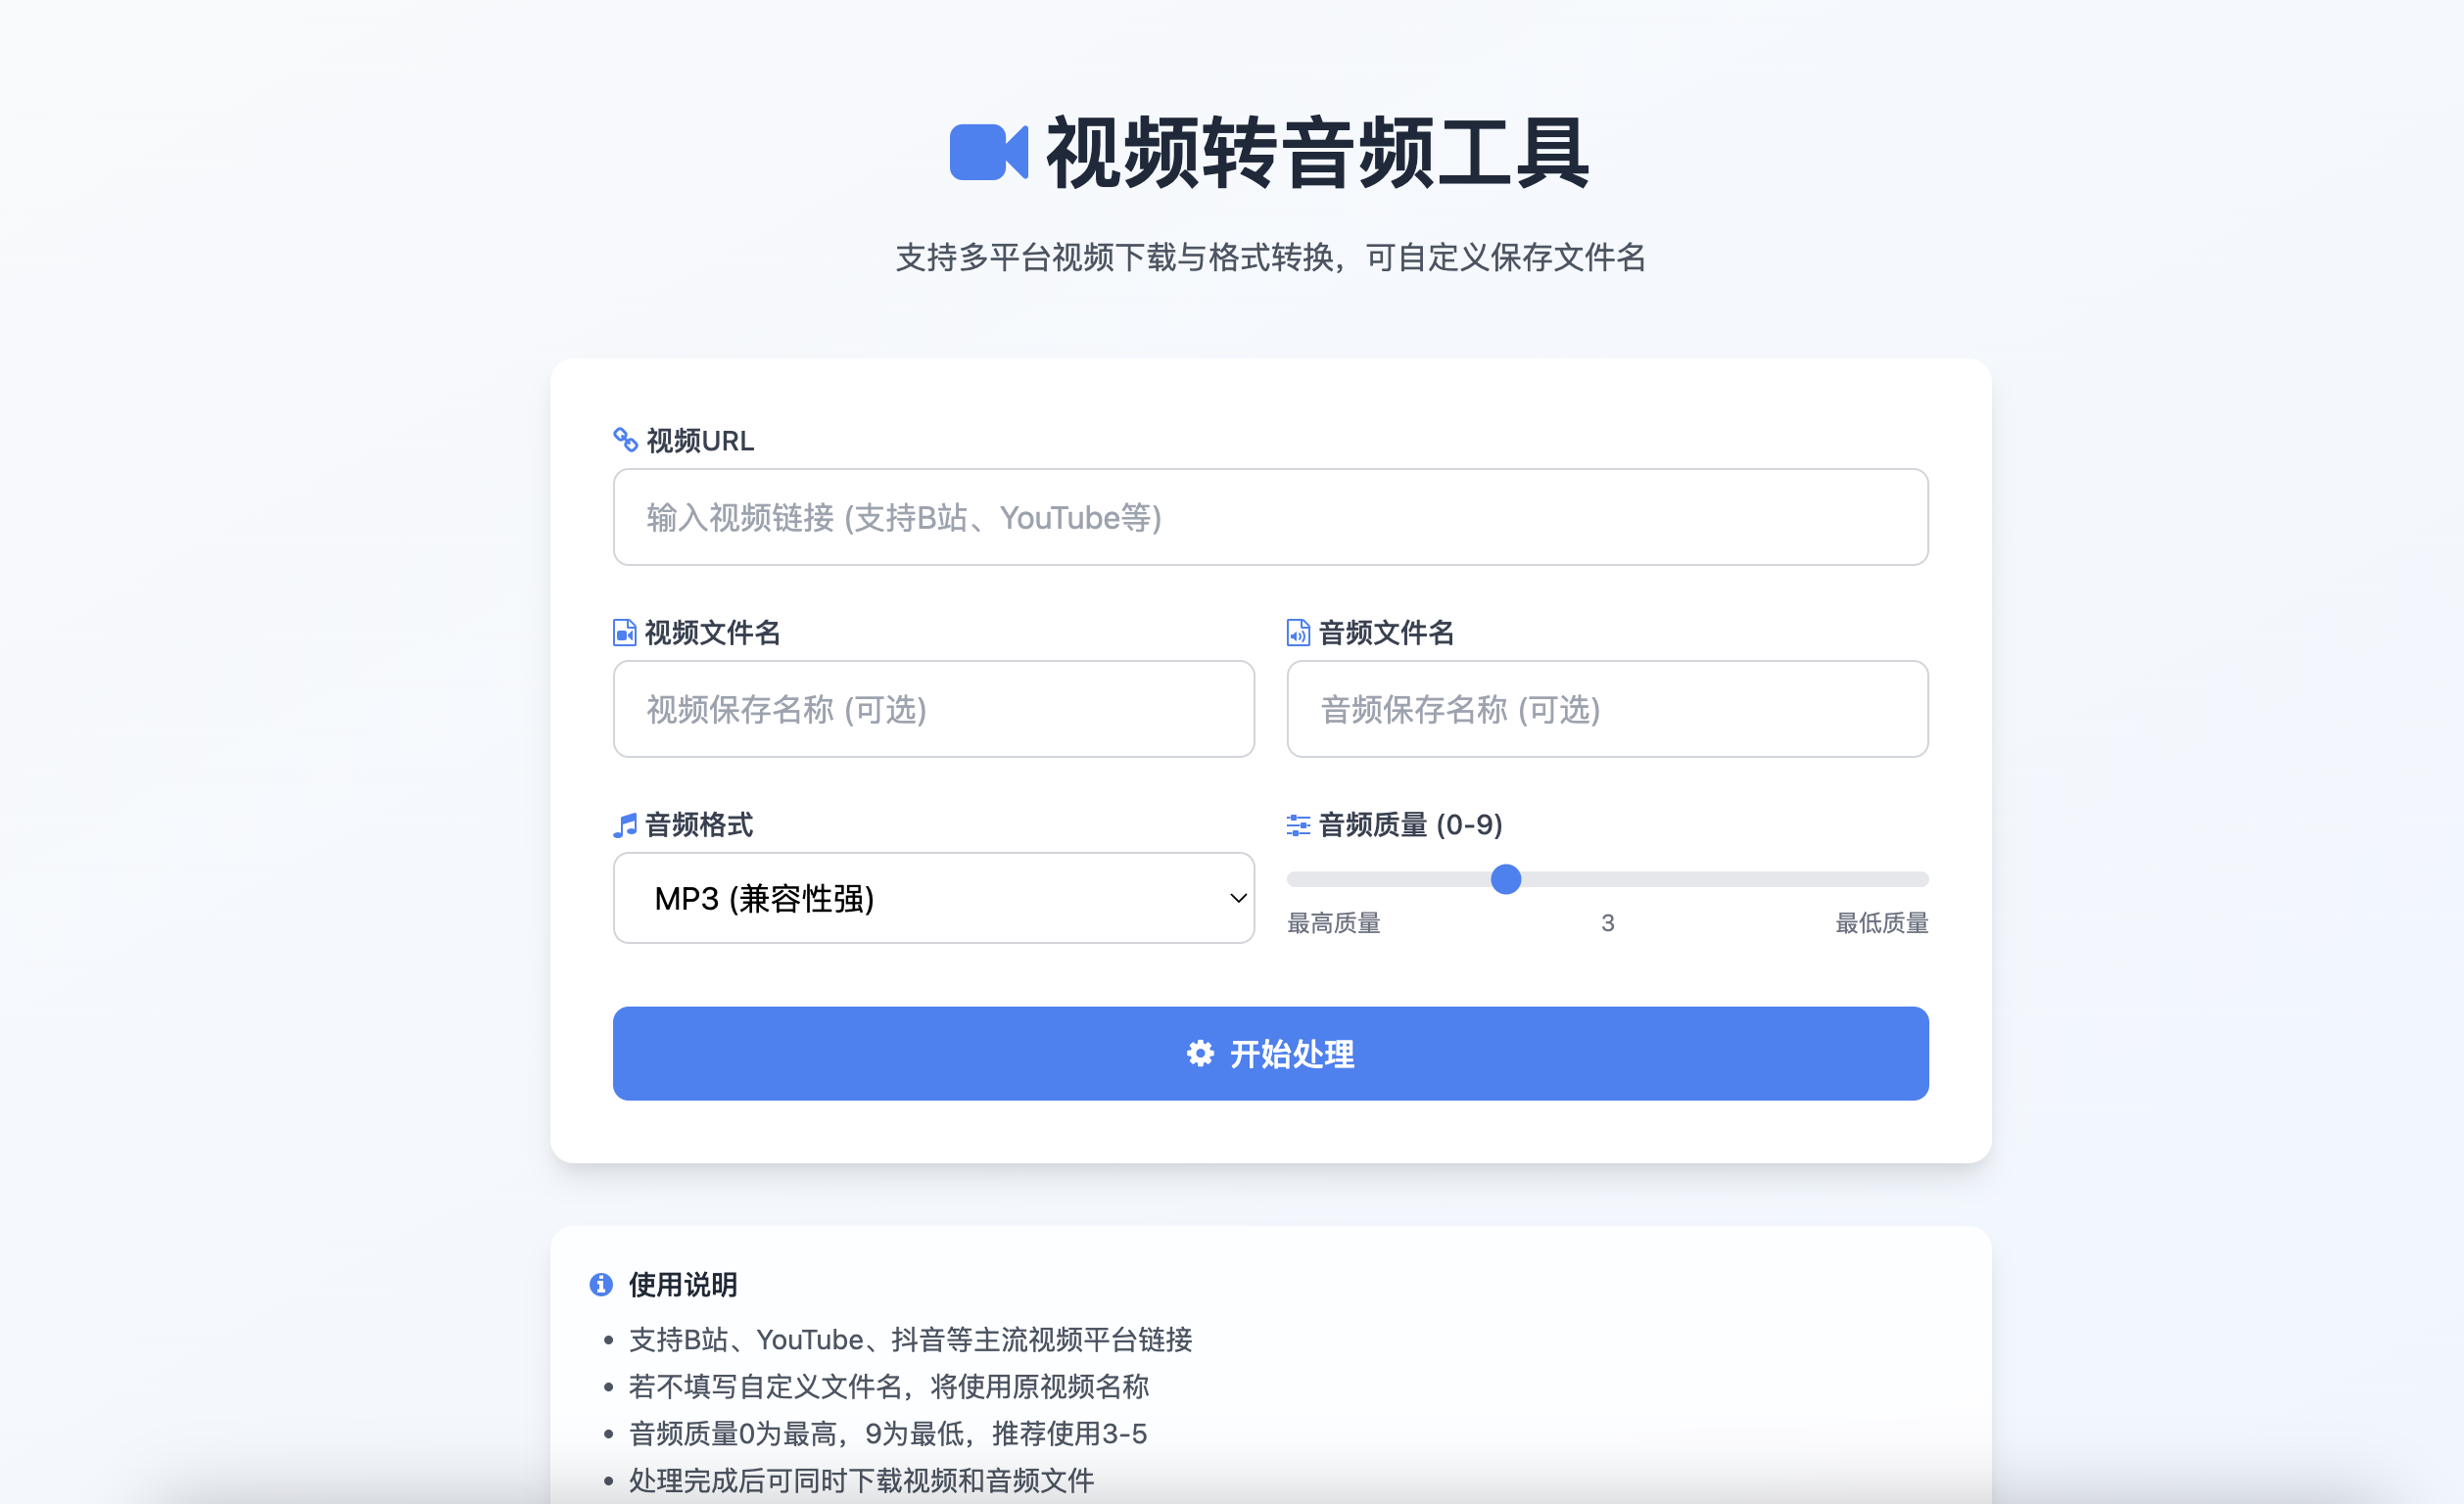 视频转音频工具
支持多平台视频下载与格式转换，可自定义保存文件名
视频URL
输入视频链接 (支持B站、YouTube等)
视频文件名
音频文件名
视频保存名称 (可选)
音频保存名称 (可选)
音频格式
音频质量 (0-9)
MP3 (兼容性强)
最高质量
3
最低质量
开始处理
使用说明
支持B站、YouTube、抖音等主流视频平台链接
若不填写自定义文件名，将使用原视频名称
音频质量0为最高，9为最低，推荐使用3-5
处理完成后可同时下载视频和音频文件